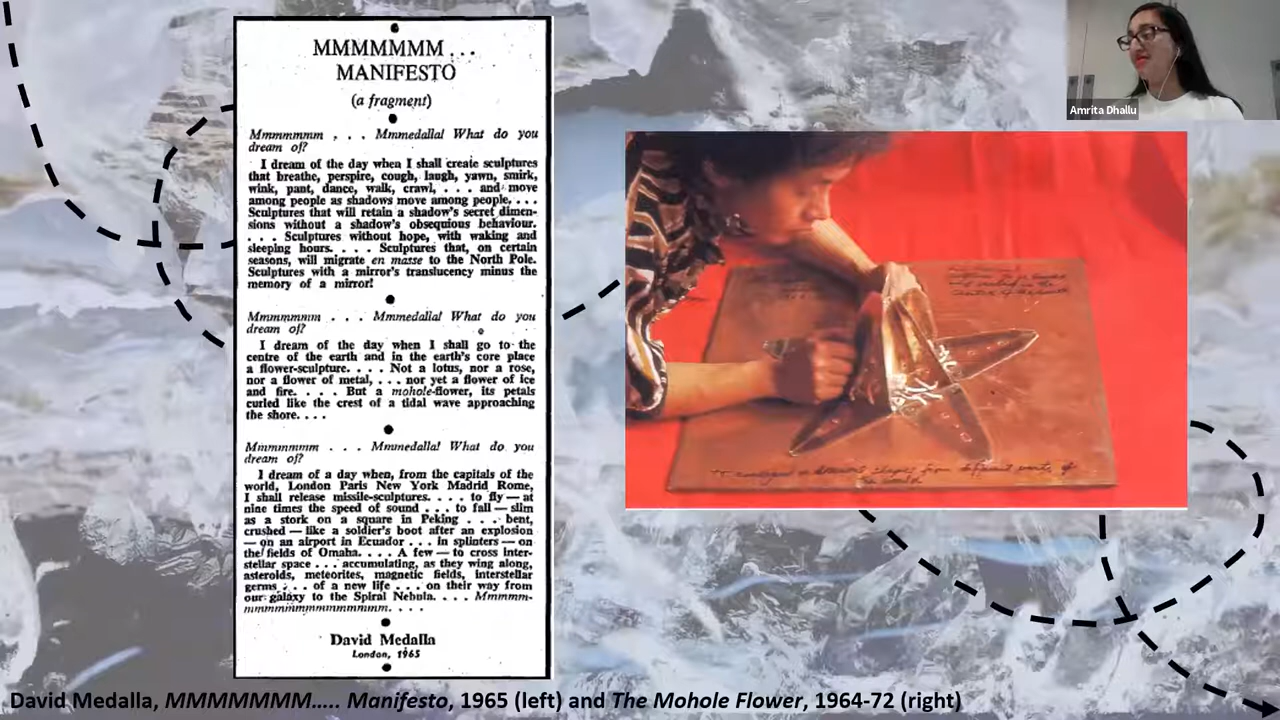 MMMMMMM...
MANIFESTO
(a fragment)
Mmmmmmm . . . Mmmedalla! What do you
dream of?
I dream of the day when I shall create sculptures
that breathe, perspire, cough, laugh, yawn, smirk,
wink, pant, dance, walk, crawl, . . . . and move
among people as shadows move among people. . . .
Sculptures that will retain a shadow's secret dimen-
sions without a shadow's obsequious behaviour.
. . . . Sculptures without hope, with waking and
sleeping hours. . . . . Sculptures that, on certain
seasons, will migrate en masse to the North Pole.
Sculptures with a mirror's translucency minus the
memory of a mirror!
Mmmmmmm . . . Mmmedalla! What do you
dream of?
I dream of the day when I shall go to the
centre of the earth and in the earth's core place
a flower-sculpture. . . . . Not a lotus, nor a rose,
nor a flower of metal, . . . nor yet a flower of ice
and fire. . . . . But a mohole-flower, its petals
curled like the crest of a tidal wave approaching
the shore. . . .
Mmmmmmm . . . Mmmedalla! What do you
dream of?
I dream of a day when, from the capitals of the
world, London Paris New York Madrid Rome,
I shall release missile-sculptures. . . . . to fly — at
nine times the speed of sound . . . to fall — slim
as a stork on a square in Peking . . . . bent,
crushed — like a soldier's boot after an explosion
— on an airport in Ecuador . . . in splinters — on
the fields of Omaha. . . . . A few — to cross inter-
stellar space . . . accumulating, as they wing along,
asteroids, meteorites, magnetic fields, interstellar
germs . . . of a new life . . . on their way from
our galaxy to the Spiral Nebula. . . . Mmmmm-
mmmmmmmmmmmmmm. . . .
David Medalla
London, 1965
Amrita Dhallu
shapes from different parts of
the world
David Medalla, MMMMMMM..... Manifesto, 1965 (left) and The Mohole Flower, 1964-72 (right)